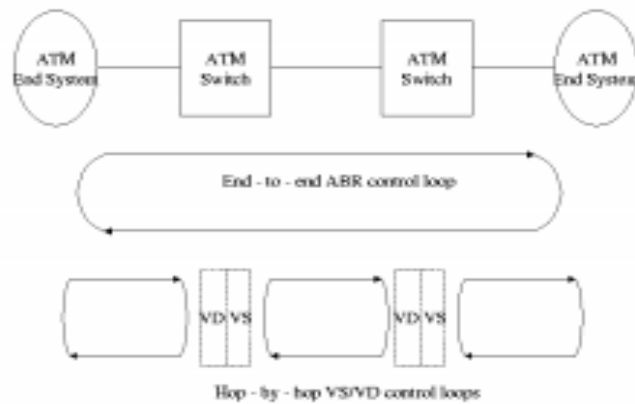 ATM
End System
ATM
Switch
ATM
Switch
ATM
End System
End - to - end ABR control loop
VD VS
VD VS
Hop - by - hop VS/VD control loops